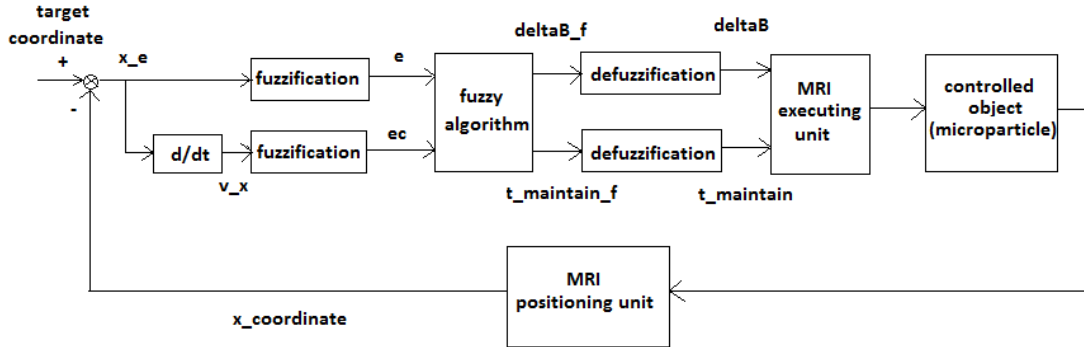 target
coordinate
+
x_e
-
d/dt
v_x
fuzzification
fuzzification
e
ec
fuzzy
algorithm
deltaB_f
t_maintain_f
defuzzification
defuzzification
deltaB
t_maintain
MRI
executing
unit
controlled
object
(microparticle)
MRI
positioning unit
x_coordinate